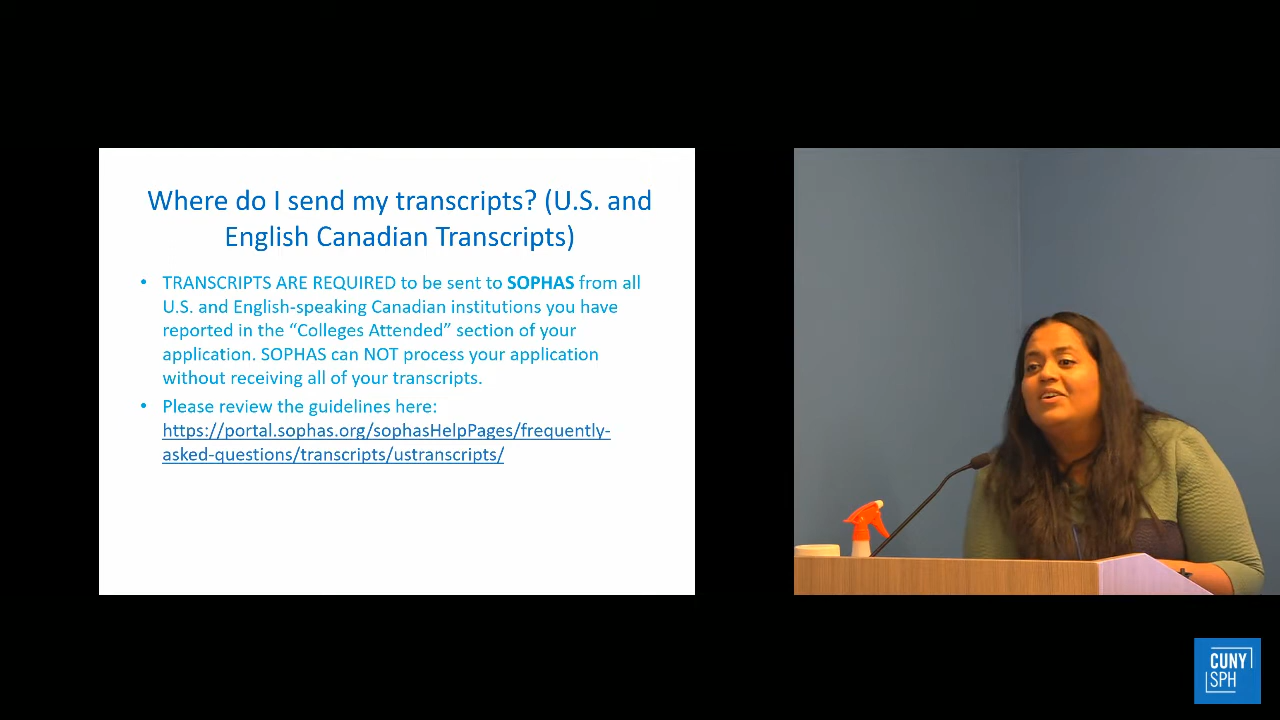 Where do I send my transcripts? (U.S. and
English Canadian Transcripts)
• TRANSCRIPTS ARE REQUIRED to be sent to SOPHAS from all
U.S. and English-speaking Canadian institutions you have
reported in the “Colleges Attended” section of your
application. SOPHAS can NOT process your application
without receiving all of your transcripts.
• Please review the guidelines here:
https://portal.sophas.org/sophasHelpPages/frequently-
asked-questions/transcripts/ustranscripts/
CUNY
SPH